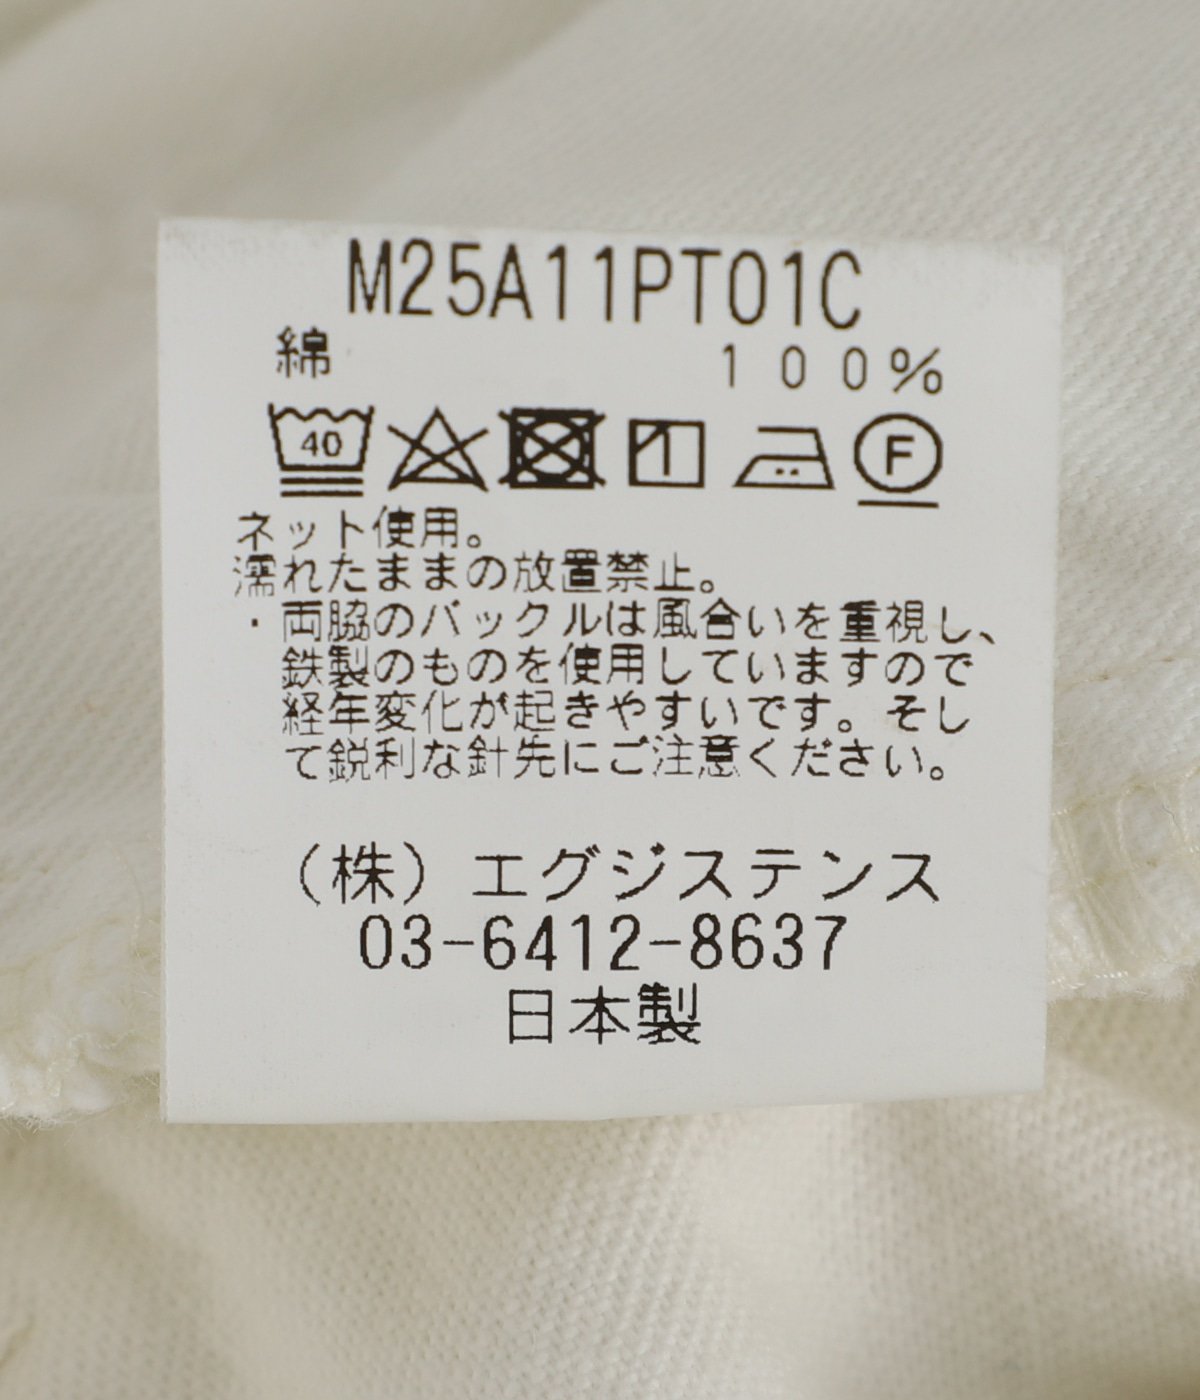 M25A11PT01C
綿 100%
40 F
ネット使用。
濡れたままの放置禁止。
・両脇のバックルは風合いを重視し、
鉄製のものを使用していますので
経年変化が起きやすいです。そし
て鋭利な針先にご注意ください。
(株)エグジステンス
03-6412-8637
日本製